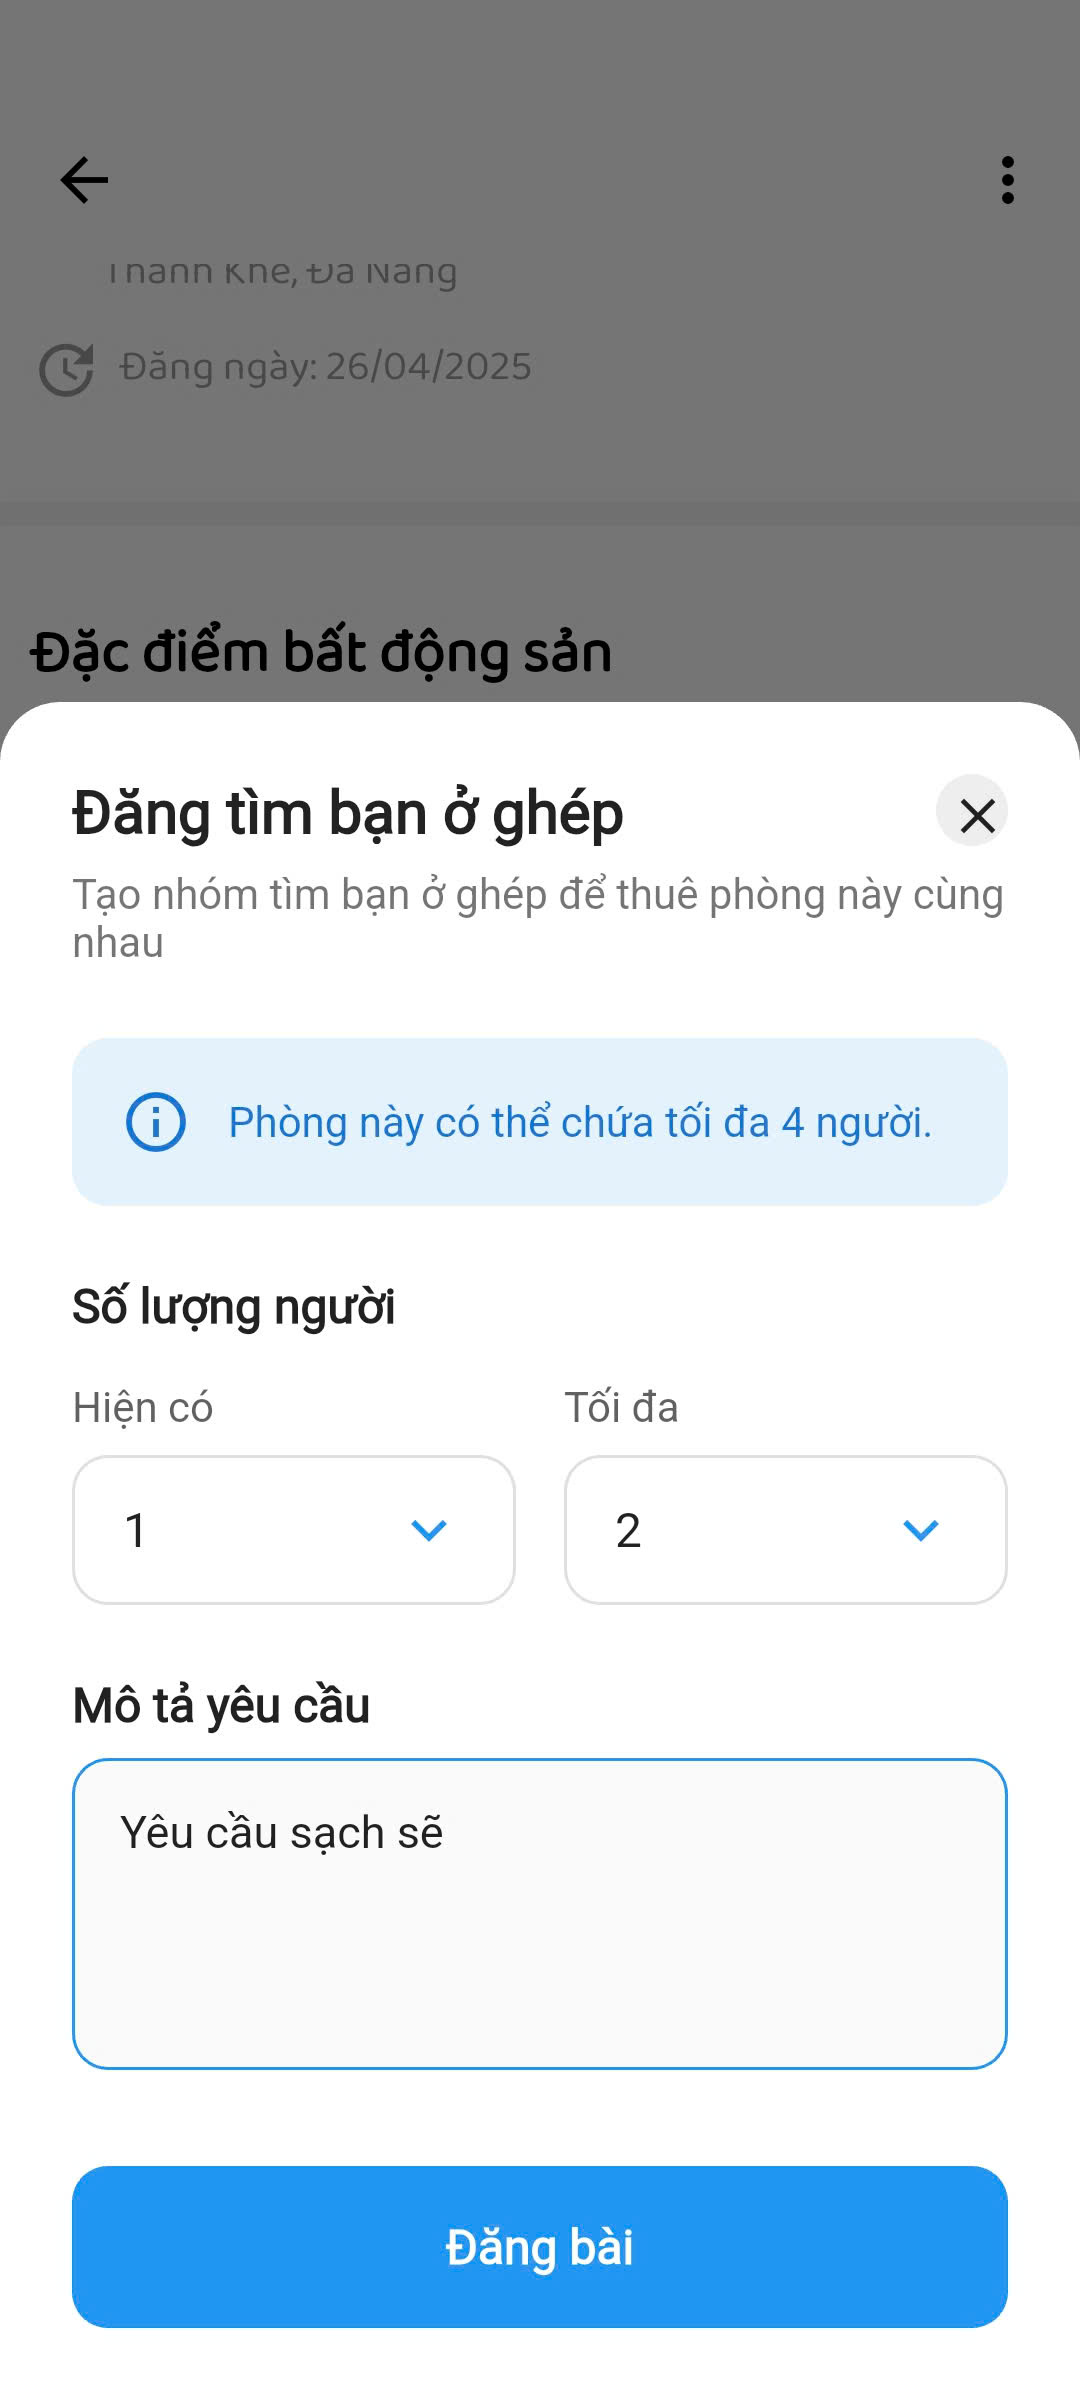 Thanh Khê, Đà Nẵng
Đăng ngày: 26/04/2025
Đặc điểm bất động sản
Đăng tìm bạn ở ghép
Tạo nhóm tìm bạn ở ghép để thuê phòng này cùng
nhau
Phòng này có thể chứa tối đa 4 người.
Số lượng người
Hiện có
Tối đa
1
2
Mô tả yêu cầu
Yêu cầu sạch sẽ
Đăng bài